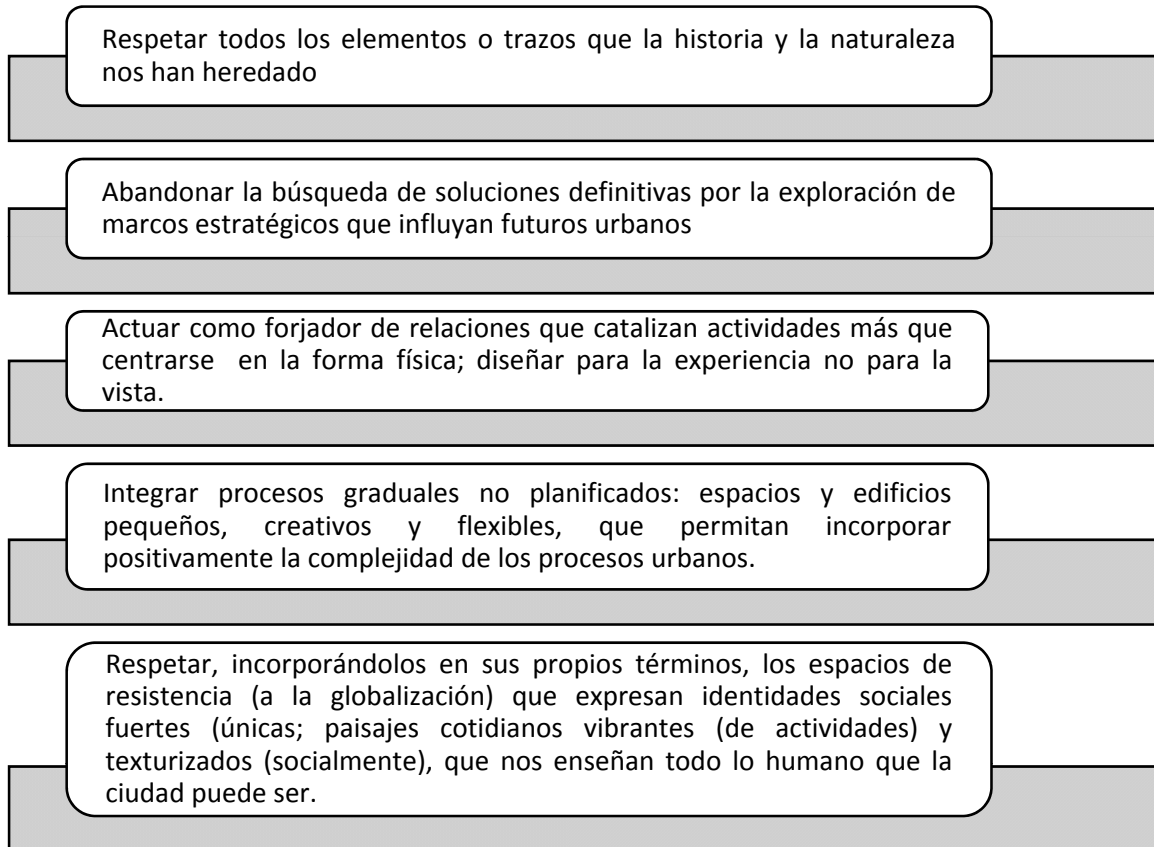 Respetar todos los elementos o trazos que la historia y la naturaleza
nos han heredado
Abandonar la búsqueda de soluciones definitivas por la exploración de
marcos estratégicos que influyan futuros urbanos
Actuar como forjador de relaciones que catalizan actividades más que
centrarse en la forma física; diseñar para la experiencia no para la
vista.
Integrar procesos graduales no planificados: espacios y edificios
pequeños, creativos y flexibles, que permitan incorporar
positivamente la complejidad de los procesos urbanos.
Respetar, incorporándolos en sus propios términos, los espacios de
resistencia (a la globalización) que expresan identidades sociales
fuertes (únicas; paisajes cotidianos vibrantes (de actividades) y
texturizados (socialmente), que nos enseñan todo lo humano que la
ciudad puede ser.